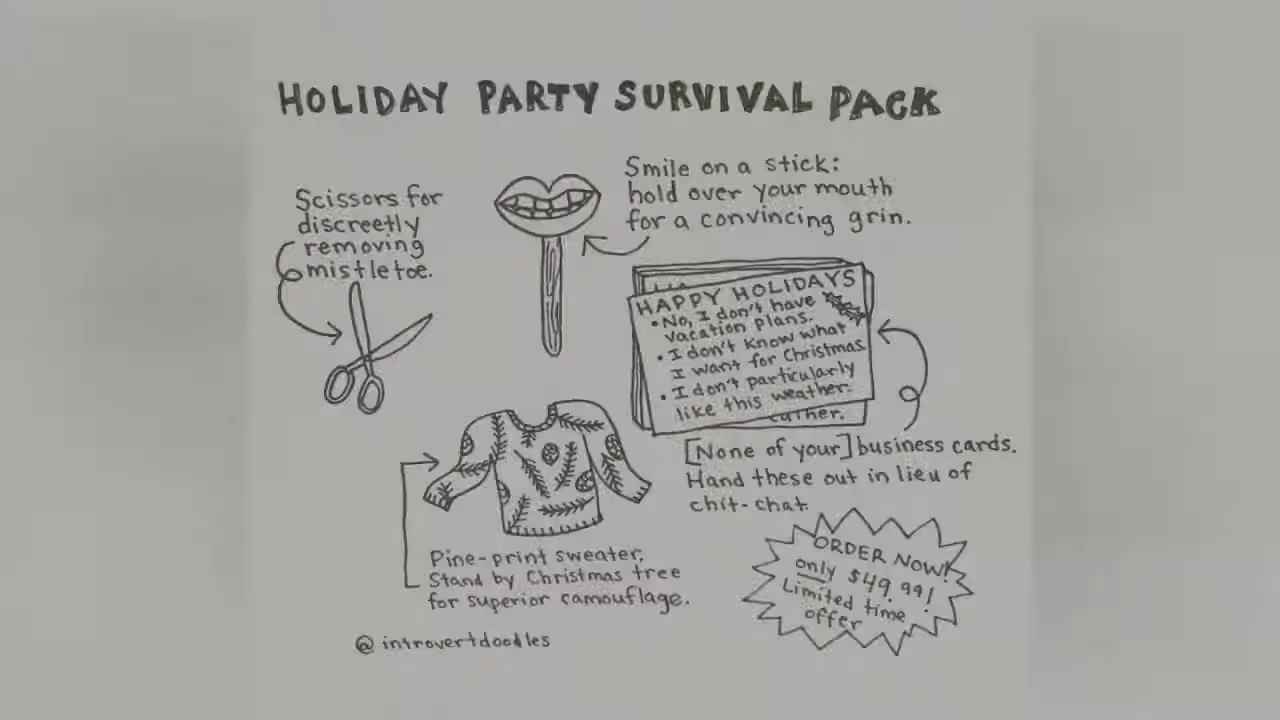 HOLIDAY PARTY SURVIVAL PACK
Scissors for
discreetly
removing
mistletoe.
Smile on a stick:
hold over your mouth
for a convincing grin.
HAPPY HOLIDAYS
• No, I don't have
vacation plans.
• I don't know what
I want for Christmas.
• I don't particularly
like this weather.
eather.
[None of your] business cards.
Hand these out in lieu of
chit-chat.
Pine-print sweater.
Stand by Christmas tree
for superior camouflage.
ORDER NOW!
only $49.99!
Limited time
offer
@introvertdoodles